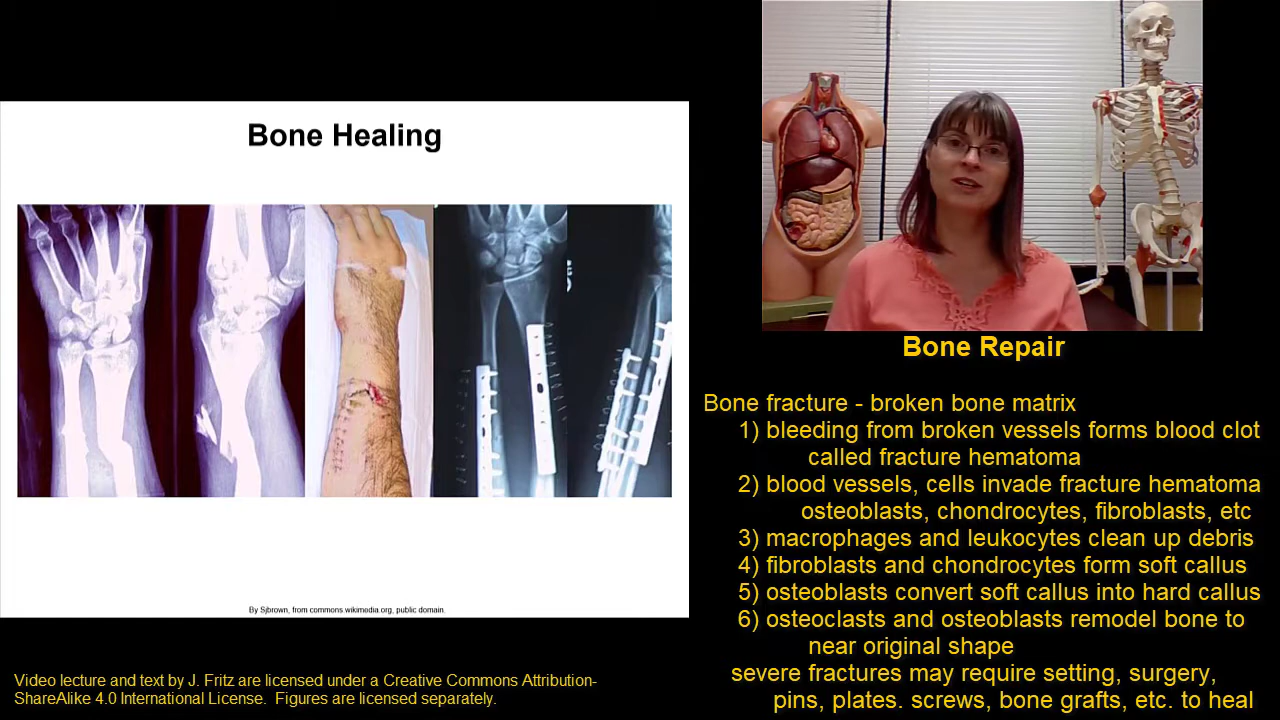 Bone Healing
By Sjbrown, from commons.wikimedia.org, public domain.
Video lecture and text by J. Fritz are licensed under a Creative Commons Attribution-
ShareAlike 4.0 International License. Figures are licensed separately.
Bone Repair
Bone fracture - broken bone matrix
1) bleeding from broken vessels forms blood clot
called fracture hematoma
2) blood vessels, cells invade fracture hematoma
osteoblasts, chondrocytes, fibroblasts, etc
3) macrophages and leukocytes clean up debris
4) fibroblasts and chondrocytes form soft callus
5) osteoblasts convert soft callus into hard callus
6) osteoclasts and osteoblasts remodel bone to
near original shape
severe fractures may require setting, surgery,
pins, plates. screws, bone grafts, etc. to heal